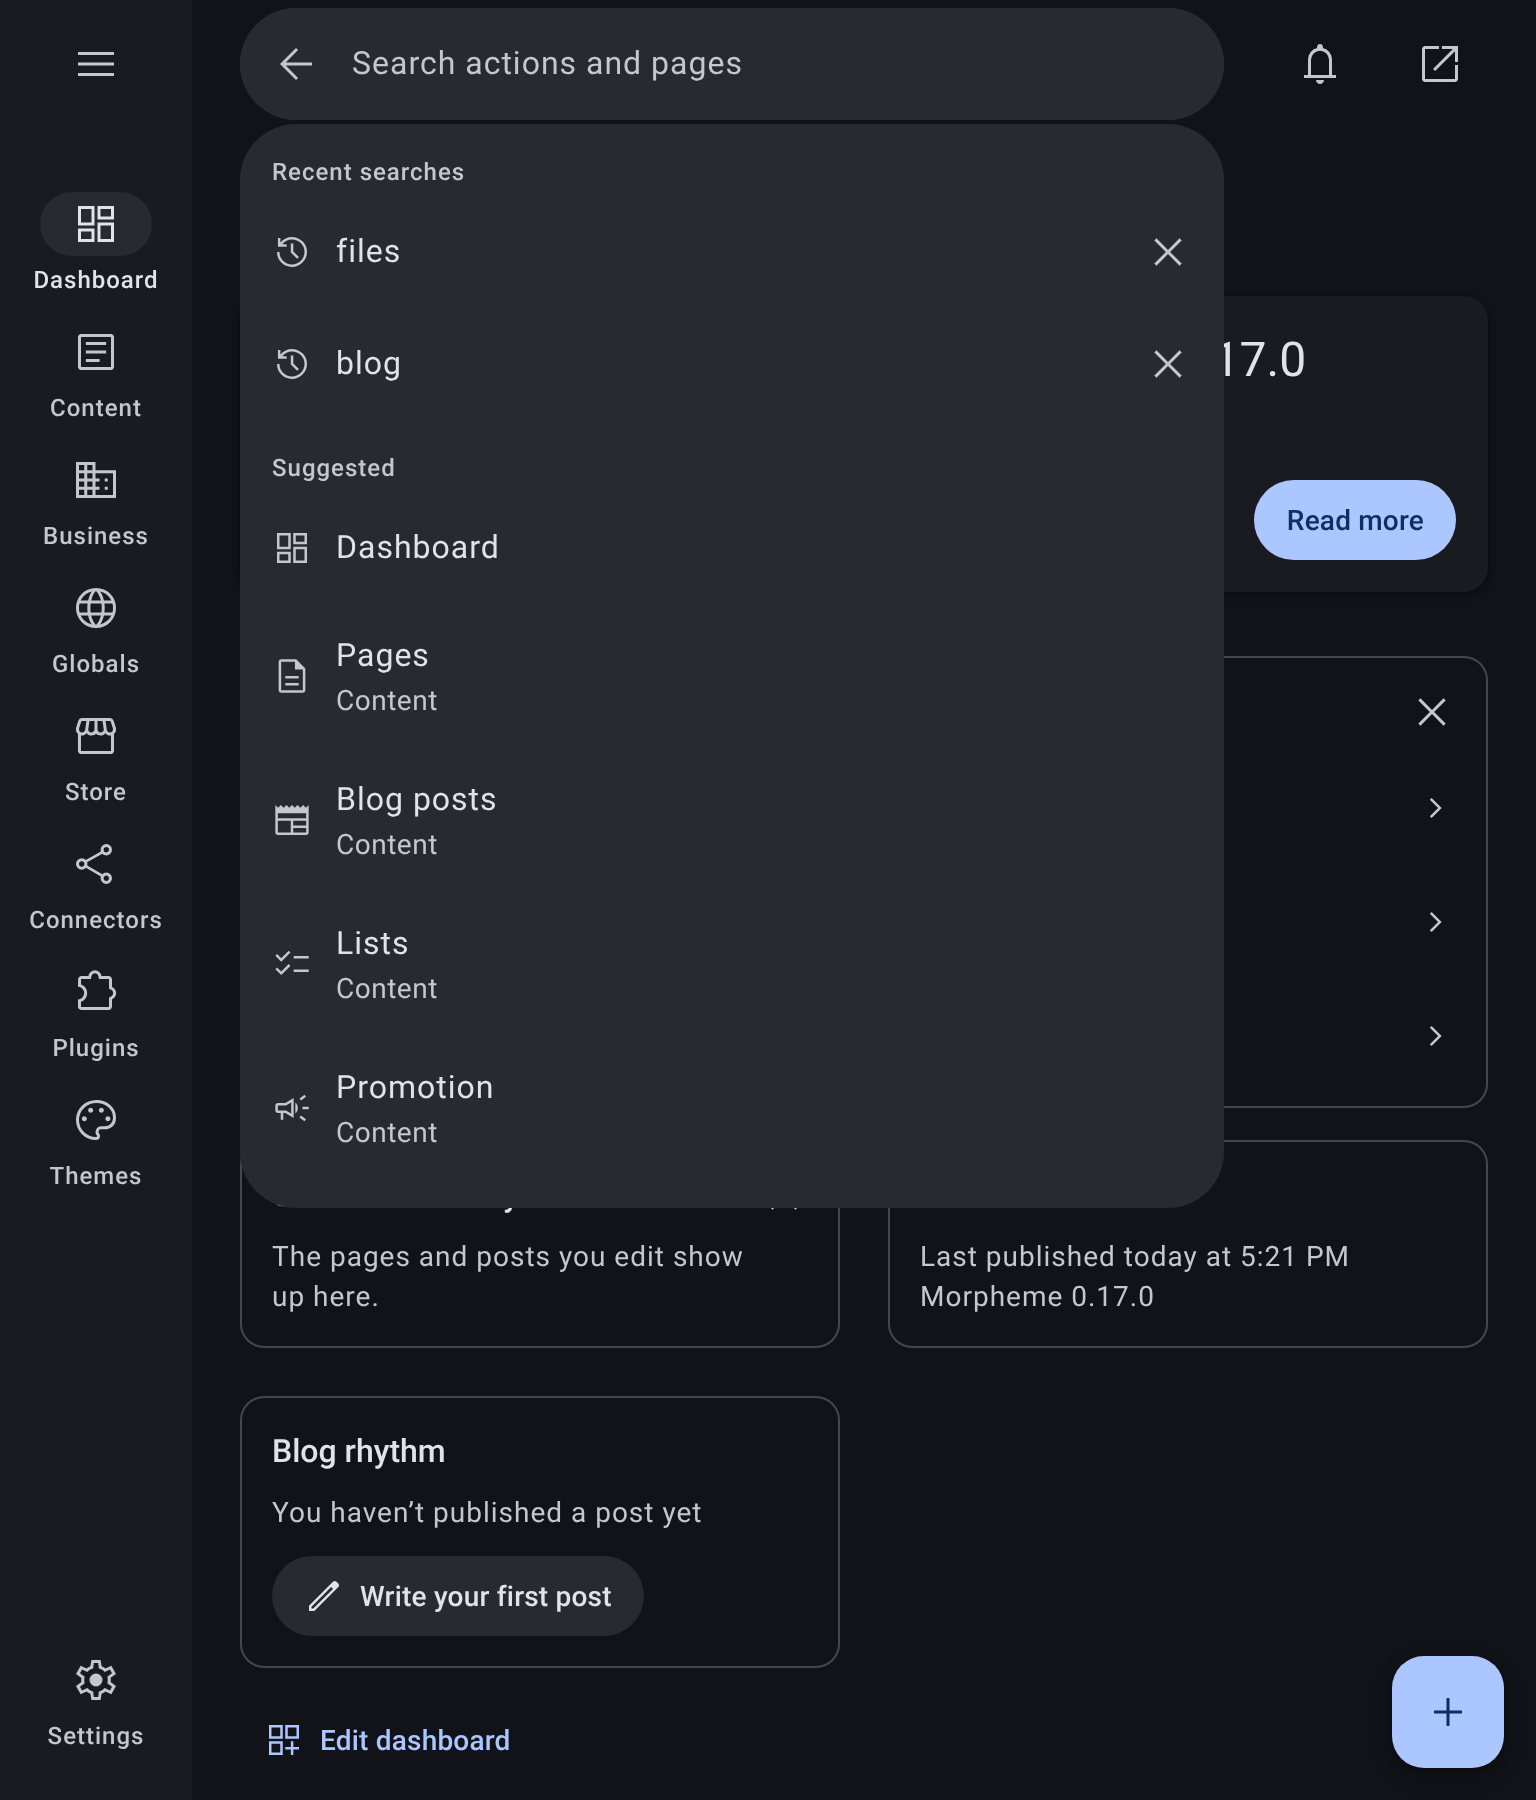 Search actions and pages
Recent searches
files
blog
Suggested
Dashboard
Pages
Content
Blog posts
Content
Lists
Content
Promotion
Content
Dashboard
Content
Business
Globals
Store
Connectors
Plugins
Themes
Settings
17.0
Read more
The pages and posts you edit show
up here.
Last published today at 5:21 PM
Morpheme 0.17.0
Blog rhythm
You haven’t published a post yet
Write your first post
Edit dashboard